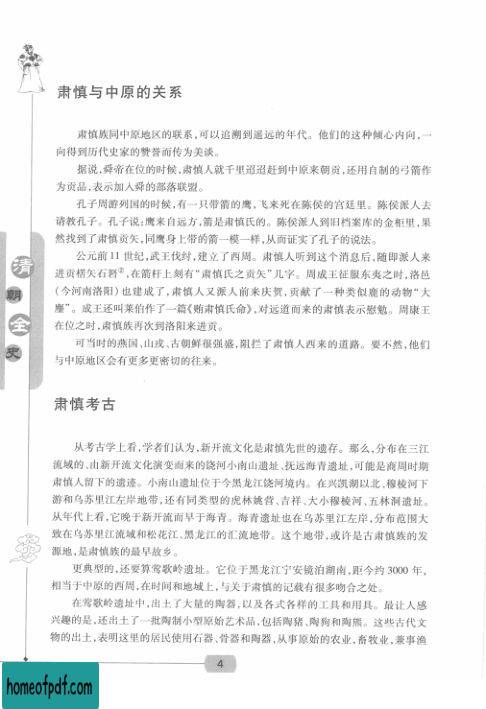 肃慎与中原的关系
肃慎族同中原地区的联系,可以追溯到遥远的年代。他们的这种倾心内向,一
向得到历代史家的赞誉而传为美谈。
据说,舜帝在位的时候,肃慎人就千里迢迢赶到中原来朝贡,还用自制的弓箭作
为贡品,表示加入舜的部落联盟。
孔子周游列国的时候,有一只带箭的鹰,飞来死在陈侯的宫廷里。陈侯派人去
请教孔子。孔子说:鹰来自远方,箭是肃慎氏的。陈侯派人到旧档案库的金柜里,果
然找到了肃慎贡矢,同鹰身上带的箭一模一样,从而证实了孔子的说法。
公元前11世纪,武王伐纣,建立了西周。肃慎人听到这个消息后,随即派人来
进贡楛矢石砮②,在箭杆上刻有“肃慎氏之贡矢”几字。周成王征服东夷之时,洛邑
(今河南洛阳)也建成了,肃慎人又派人前来庆贺,贡献了一种类似鹿的动物“大
麈”。成王还叫荣伯作了一篇《贿肃慎氏命》,对远道而来的肃慎表示慰勉。周康王
在位之时,肃慎族再次到洛阳来进贡。
可当时的燕国、山戎、古朝鲜很强盛,阻拦了肃慎人西来的道路。要不然,他们
与中原地区会有更多更密切的往来。
清
朝
全
史
肃慎考古
从考古学上看,学者们认为,新开流文化是肃慎先世的遗存。那么,分布在三江
流域的、由新开流文化演变而来的饶河小南山遗址、抚远海青遗址,可能是商周时期
肃慎人留下的遗迹。小南山遗址位于今黑龙江饶河境内。在兴凯湖以北、穆棱河下
游和乌苏里江左岸地带,还有同类型的虎林姚营、吉祥、大小穆棱河、五林洞遗址。
从年代上看,它晚于新开流而早于海青。海青遗址也在乌苏里江左岸,分布范围大
致在乌苏里江流域和松花江、黑龙江的汇流地带。这个地带,或许是古肃慎族的发
源地,是肃慎族的最早故乡。
更典型的,还要算莺歌岭遗址。它位于黑龙江宁安镜泊湖南,距今约3000年,
相当于中原的西周,在时间和地域上,与关于肃慎的记载有很多吻合之处。
在莺歌岭遗址中,出土了大量的陶器,以及各式各样的工具和用具。最让人感
兴趣的是,还出土了一批陶制小型原始艺术品,包括陶猪、陶狗和陶熊。这些古代文
物的出土,表明这里的居民使用石器、骨器和陶器,从事原始的农业,畜牧业,兼事渔
4
homeofpdf.com